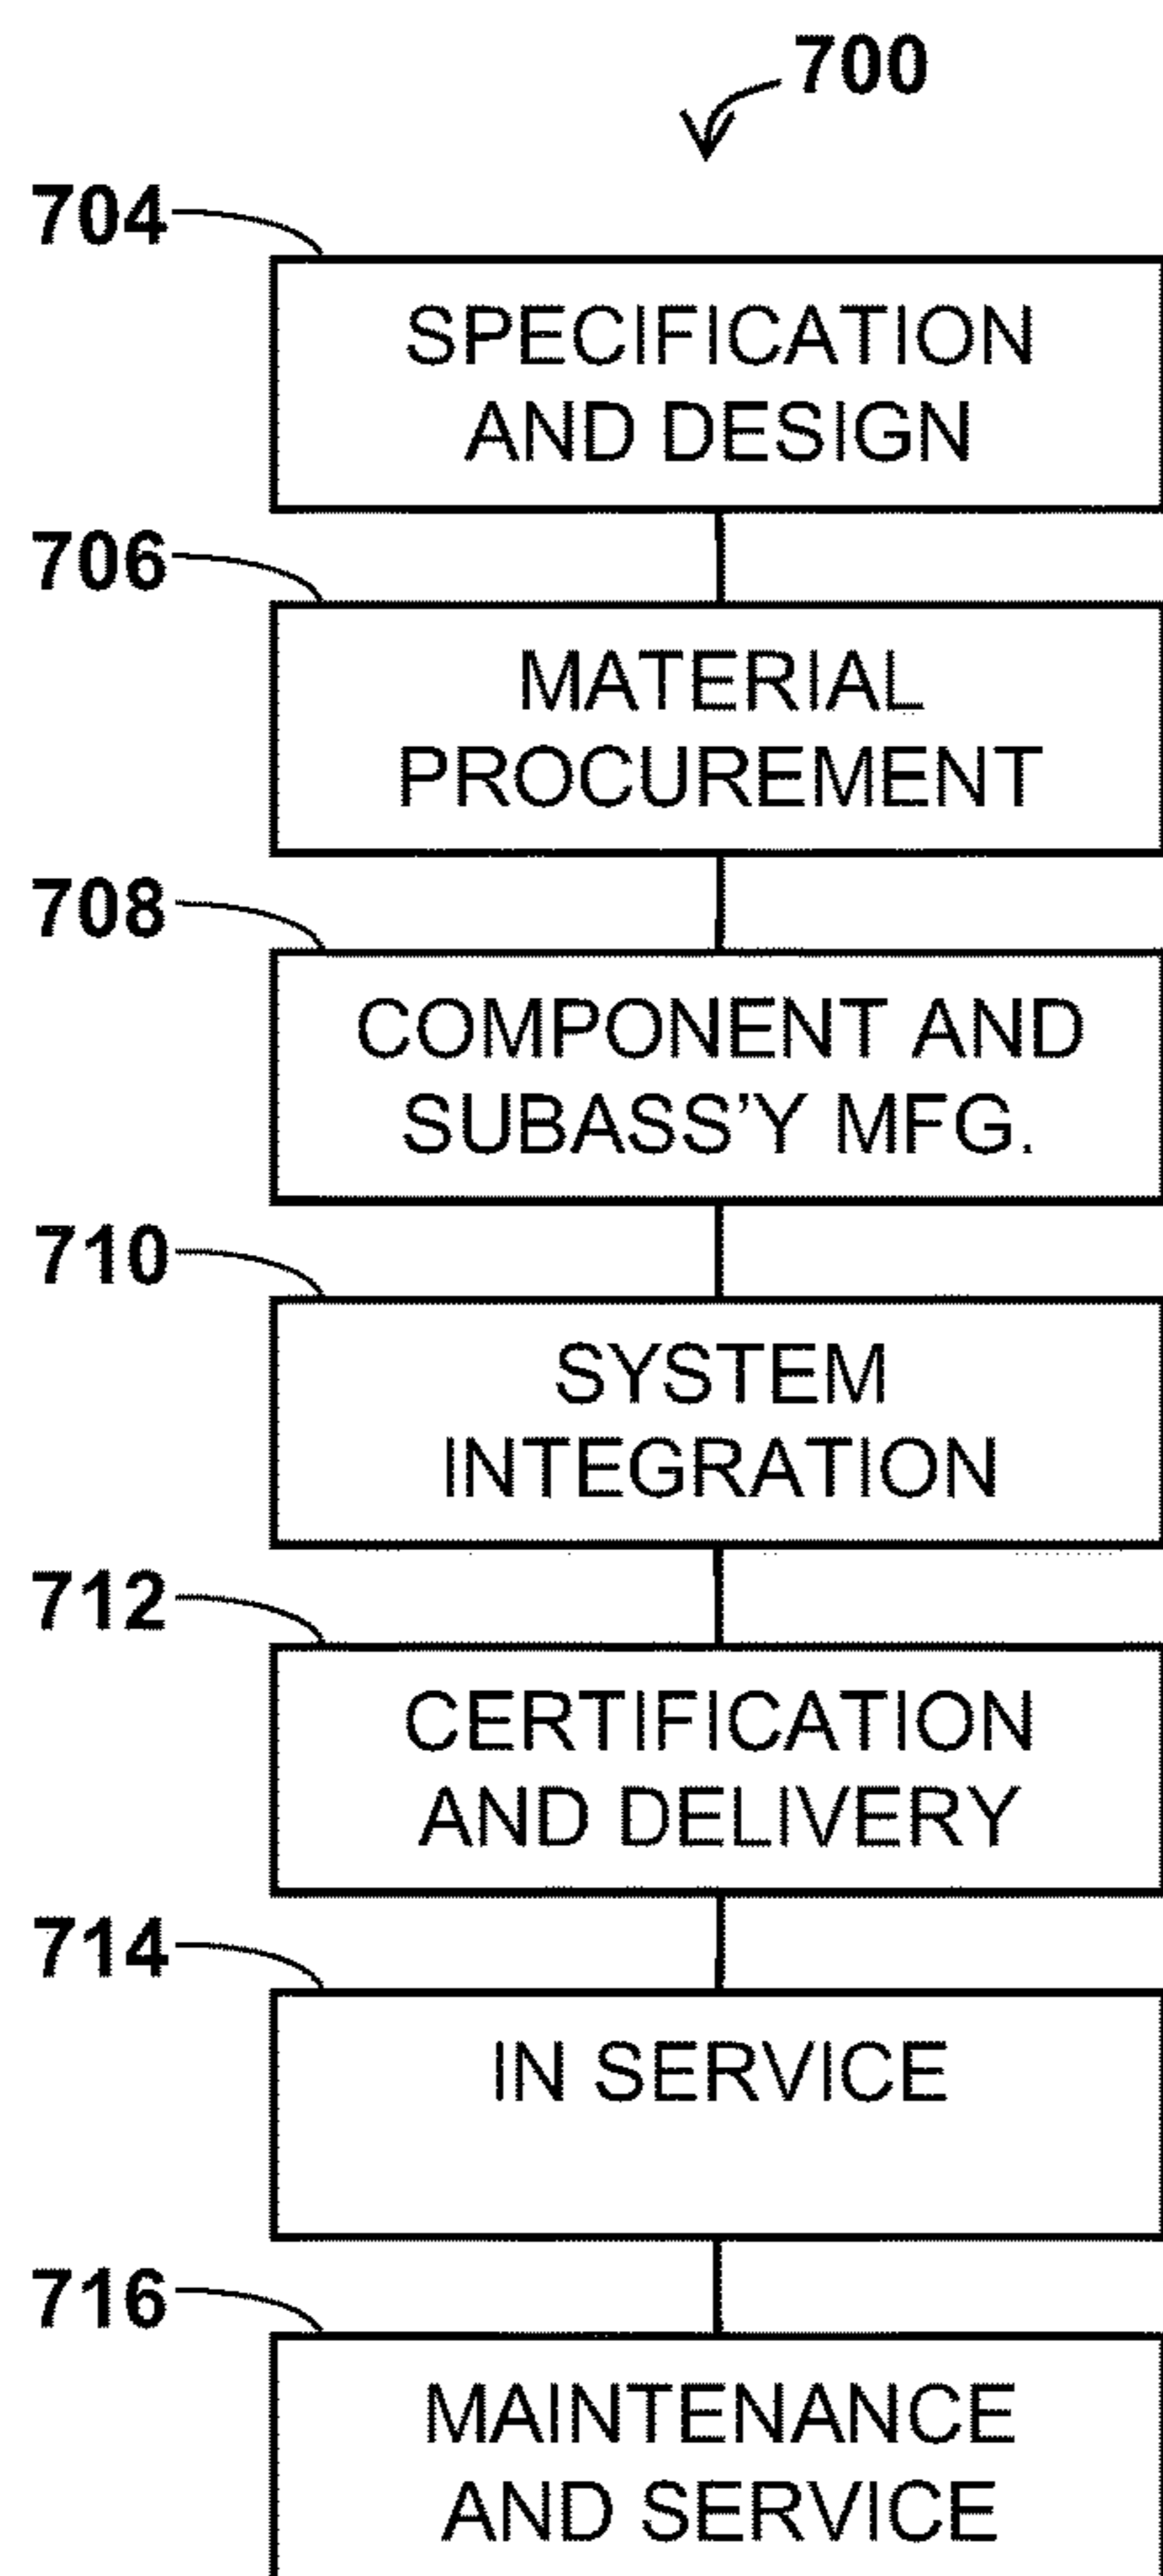 700
704
SPECIFICATION
AND DESIGN
706
MATERIAL
PROCUREMENT
708
COMPONENT AND
SUBASS’Y MFG.
710
SYSTEM
INTEGRATION
712
CERTIFICATION
AND DELIVERY
714
IN SERVICE
716
MAINTENANCE
AND SERVICE